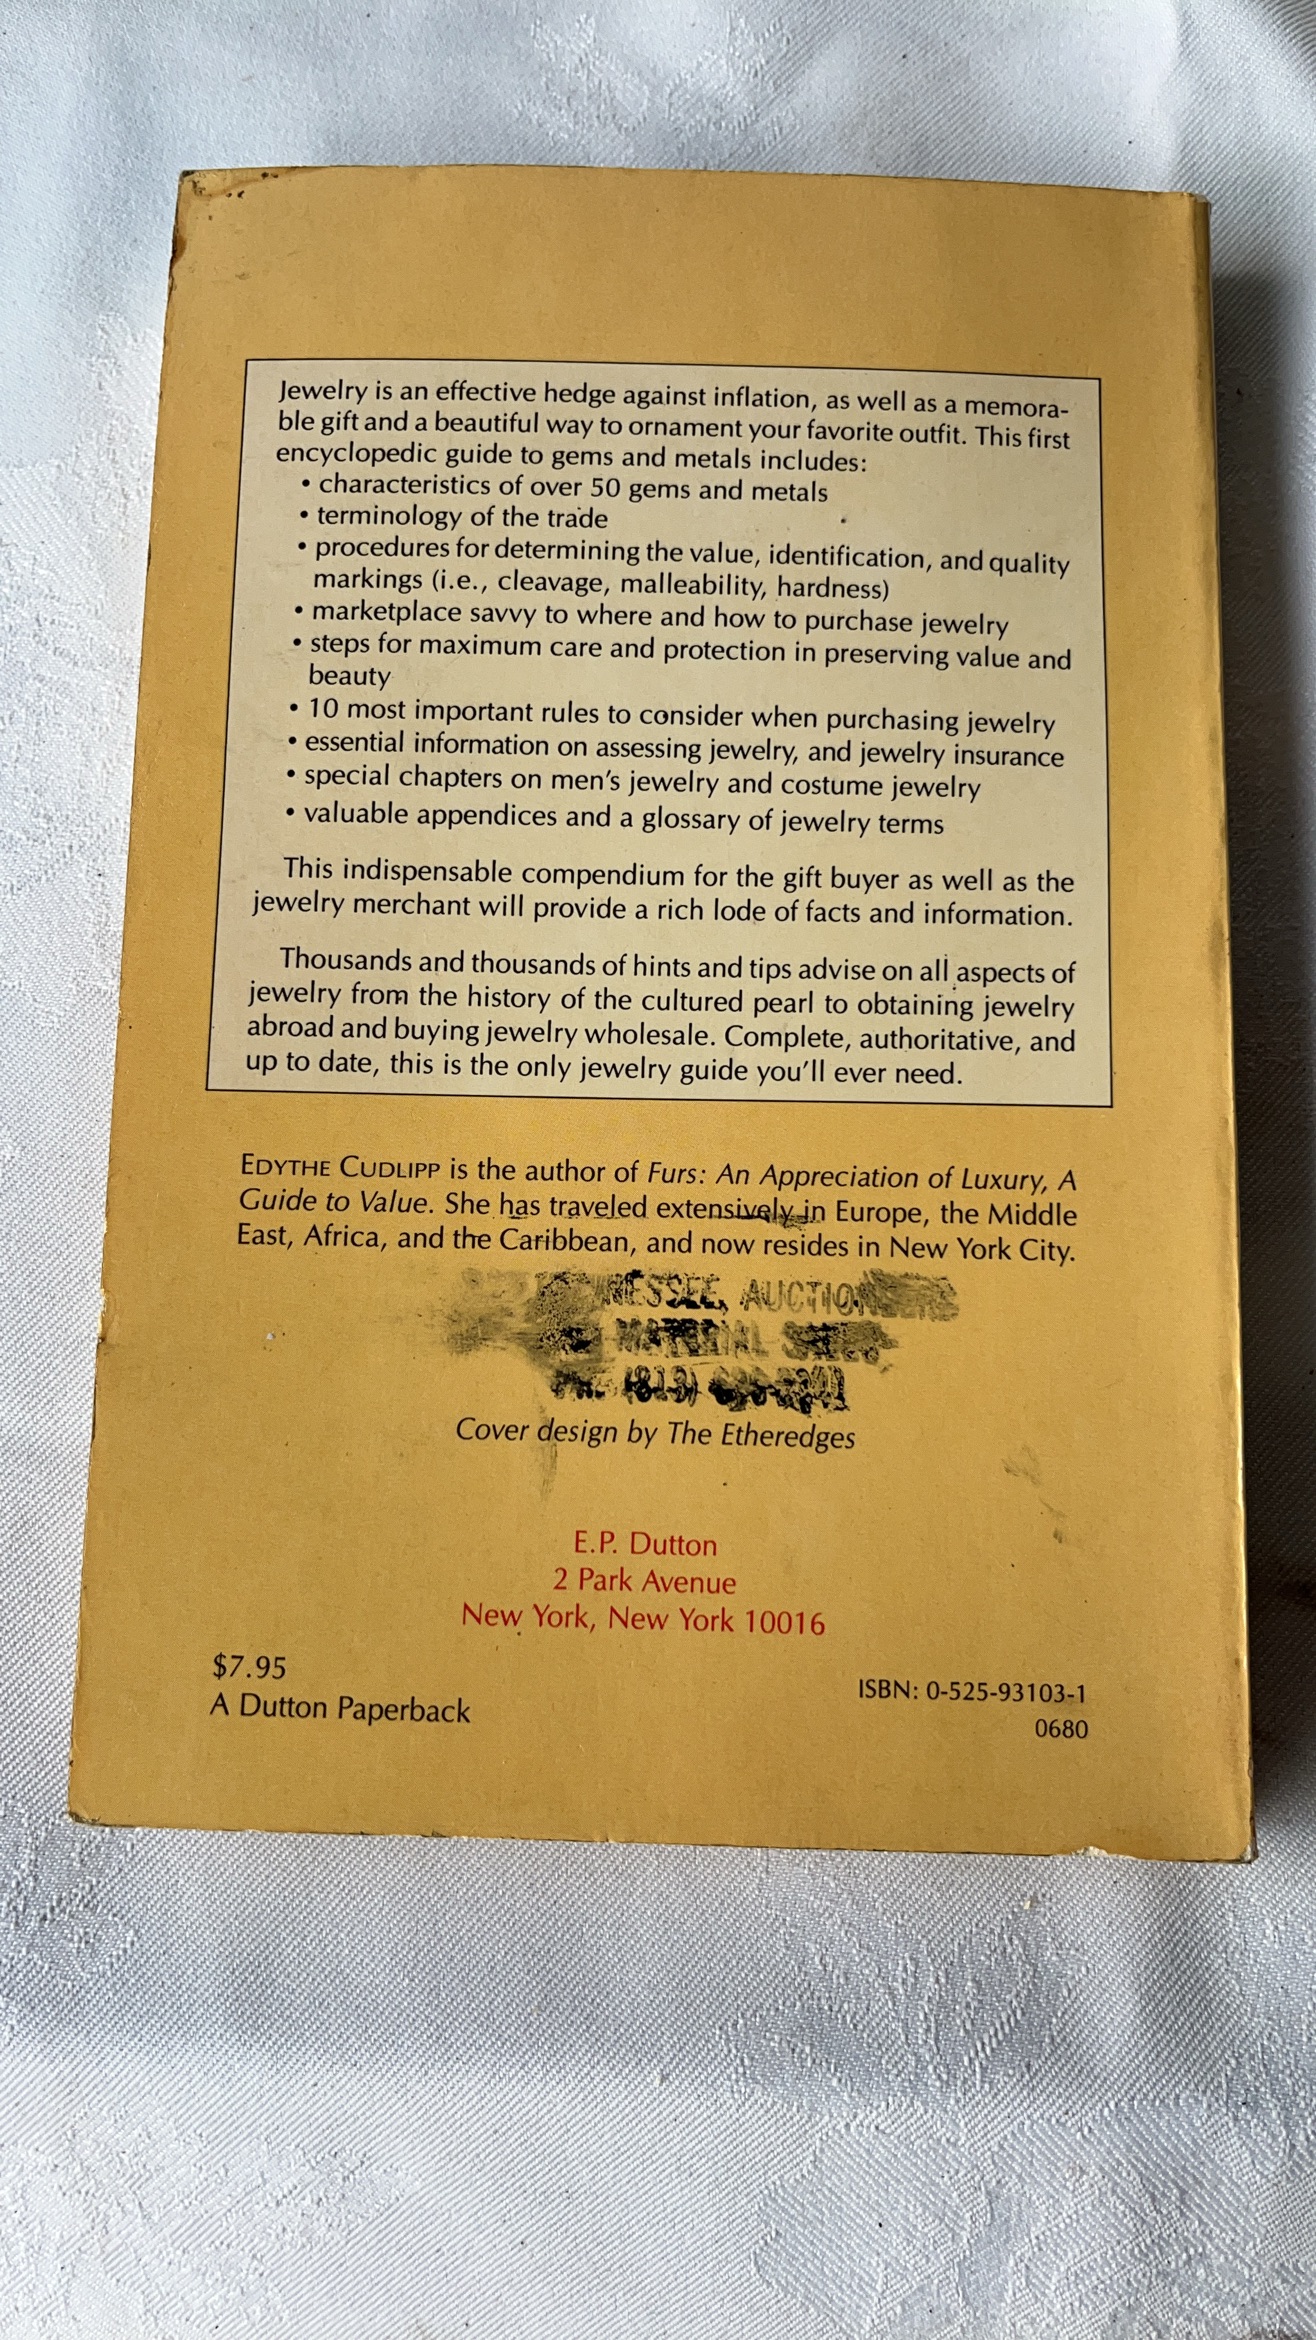 Jewelry is an effective hedge against inflation, as well as a memora-
ble gift and a beautiful way to ornament your favorite outfit. This first
encyclopedic guide to gems and metals includes:
• characteristics of over 50 gems and metals
• terminology of the trade
• procedures for determining the value, identification, and quality
markings (i.e., cleavage, malleability, hardness)
• marketplace savvy to where and how to purchase jewelry
• steps for maximum care and protection in preserving value and
beauty
• 10 most important rules to consider when purchasing jewelry
• essential information on assessing jewelry, and jewelry insurance
• special chapters on men's jewelry and costume jewelry
• valuable appendices and a glossary of jewelry terms
This indispensable compendium for the gift buyer as well as the
jewelry merchant will provide a rich lode of facts and information.
Thousands and thousands of hints and tips advise on all aspects of
jewelry from the history of the cultured pearl to obtaining jewelry
abroad and buying jewelry wholesale. Complete, authoritative, and
up to date, this is the only jewelry guide you'll ever need.
EDYTHE CUDLIPP is the author of Furs: An Appreciation of Luxury, A
Guide to Value. She has traveled extensively in Europe, the Middle
East, Africa, and the Caribbean, and now resides in New York City.
MATERIAL
(813)
Cover design by The Etheredges
E.P. Dutton
2 Park Avenue
New York, New York 10016
$7.95
A Dutton Paperback
ISBN: 0-525-93103-1
0680